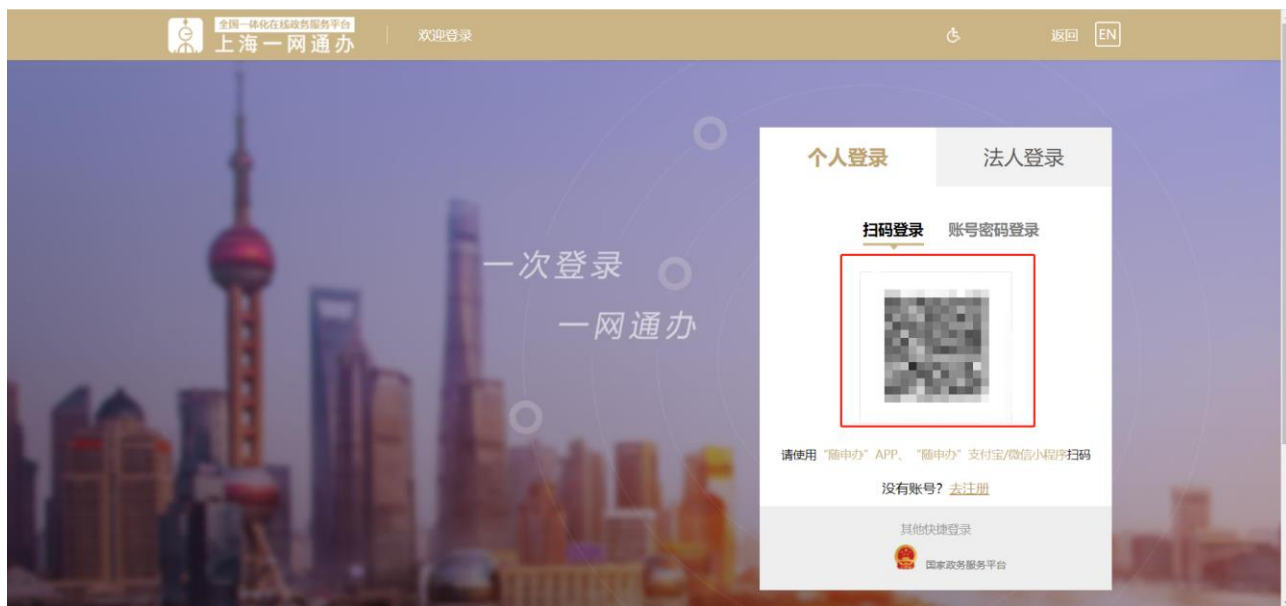 全国一体化在线政务服务平台
上海一网通办
欢迎登录
返回 EN
个人登录 法人登录
扫码登录 账号密码登录
一次登录
一网通办
请使用 “随申办” APP、 “随申办” 支付宝/微信小程序扫码
没有账号? 去注册
其他快捷登录
国家政务服务平台